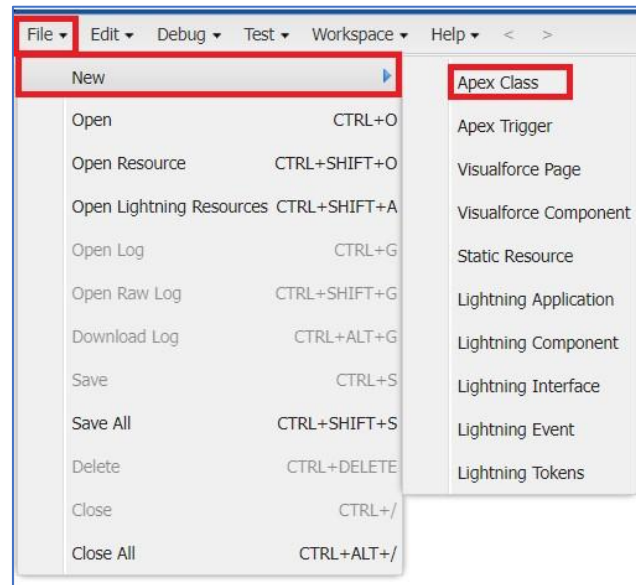 File ▾ Edit ▾ Debug ▾ Test ▾ Workspace ▾ Help ▾ < >
New
Open CTRL+O
Open Resource CTRL+SHIFT+O
Open Lightning Resources CTRL+SHIFT+A
Open Log CTRL+G
Open Raw Log CTRL+SHIFT+G
Download Log CTRL+ALT+G
Save CTRL+S
Save All CTRL+SHIFT+S
Delete CTRL+DELETE
Close CTRL+/
Close All CTRL+ALT+/
Apex Class
Apex Trigger
Visualforce Page
Visualforce Component
Static Resource
Lightning Application
Lightning Component
Lightning Interface
Lightning Event
Lightning Tokens